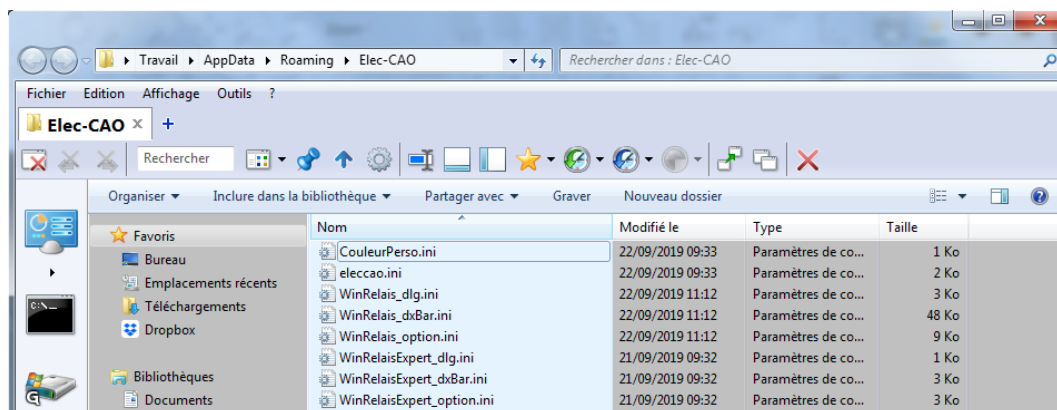 Travail ▸ AppData ▸ Roaming ▸ Elec-CAO
Rechercher dans : Elec-CAO
Fichier Edition Affichage Outils ?
Elec-CAO × +
Rechercher
Organiser Inclure dans la bibliothèque Partager avec Graver Nouveau dossier
Nom Modifié le Type Taille
Favoris
Bureau
Emplacements récents
Téléchargements
Dropbox
Bibliothèques
Documents
C:\
G
CouleurPerso.ini 22/09/2019 09:33 Paramètres de co... 1 Ko
eleccao.ini 22/09/2019 09:33 Paramètres de co... 2 Ko
WinRelais_dlg.ini 22/09/2019 11:12 Paramètres de co... 3 Ko
WinRelais_dxBar.ini 22/09/2019 11:12 Paramètres de co... 48 Ko
WinRelais_option.ini 22/09/2019 11:12 Paramètres de co... 9 Ko
WinRelaisExpert_dlg.ini 21/09/2019 09:32 Paramètres de co... 1 Ko
WinRelaisExpert_dxBar.ini 21/09/2019 09:32 Paramètres de co... 3 Ko
WinRelaisExpert_option.ini 21/09/2019 09:32 Paramètres de co... 3 Ko